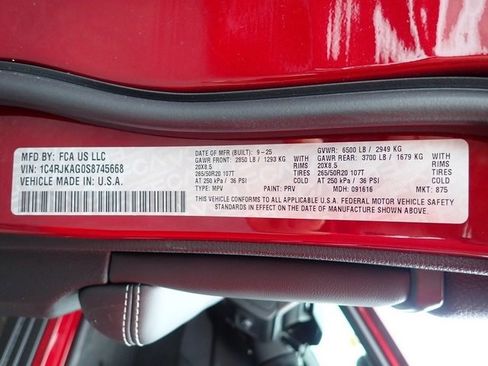 MFD BY: FCA US LLC
VIN: 1C4RJKAG0S8745668
VEHICLE MADE IN: U.S.A.
DATE OF MFR (BUILT): 9-25 GVWR: 6500 LB / 2949 KG
GAWR FRONT: 2850 LB / 1293 KG GAWR REAR: 3700 LB / 1679 KG
20X8.5 RIMS 20X8.5 RIMS
265/50R20 107T TIRES 265/50R20 107T TIRES
AT 250 kPa / 36 PSI AT 250 kPa / 36 PSI
TYPE: MPV PAINT: PRV MDH: 091616 MKT: 875
THIS VEHICLE CONFORMS TO ALL APPLICABLE U.S.A. FEDERAL MOTOR VEHICLE SAFETY
STANDARDS IN EFFECT ON THE DATE OF MANUFACTURE SHOWN ABOVE.